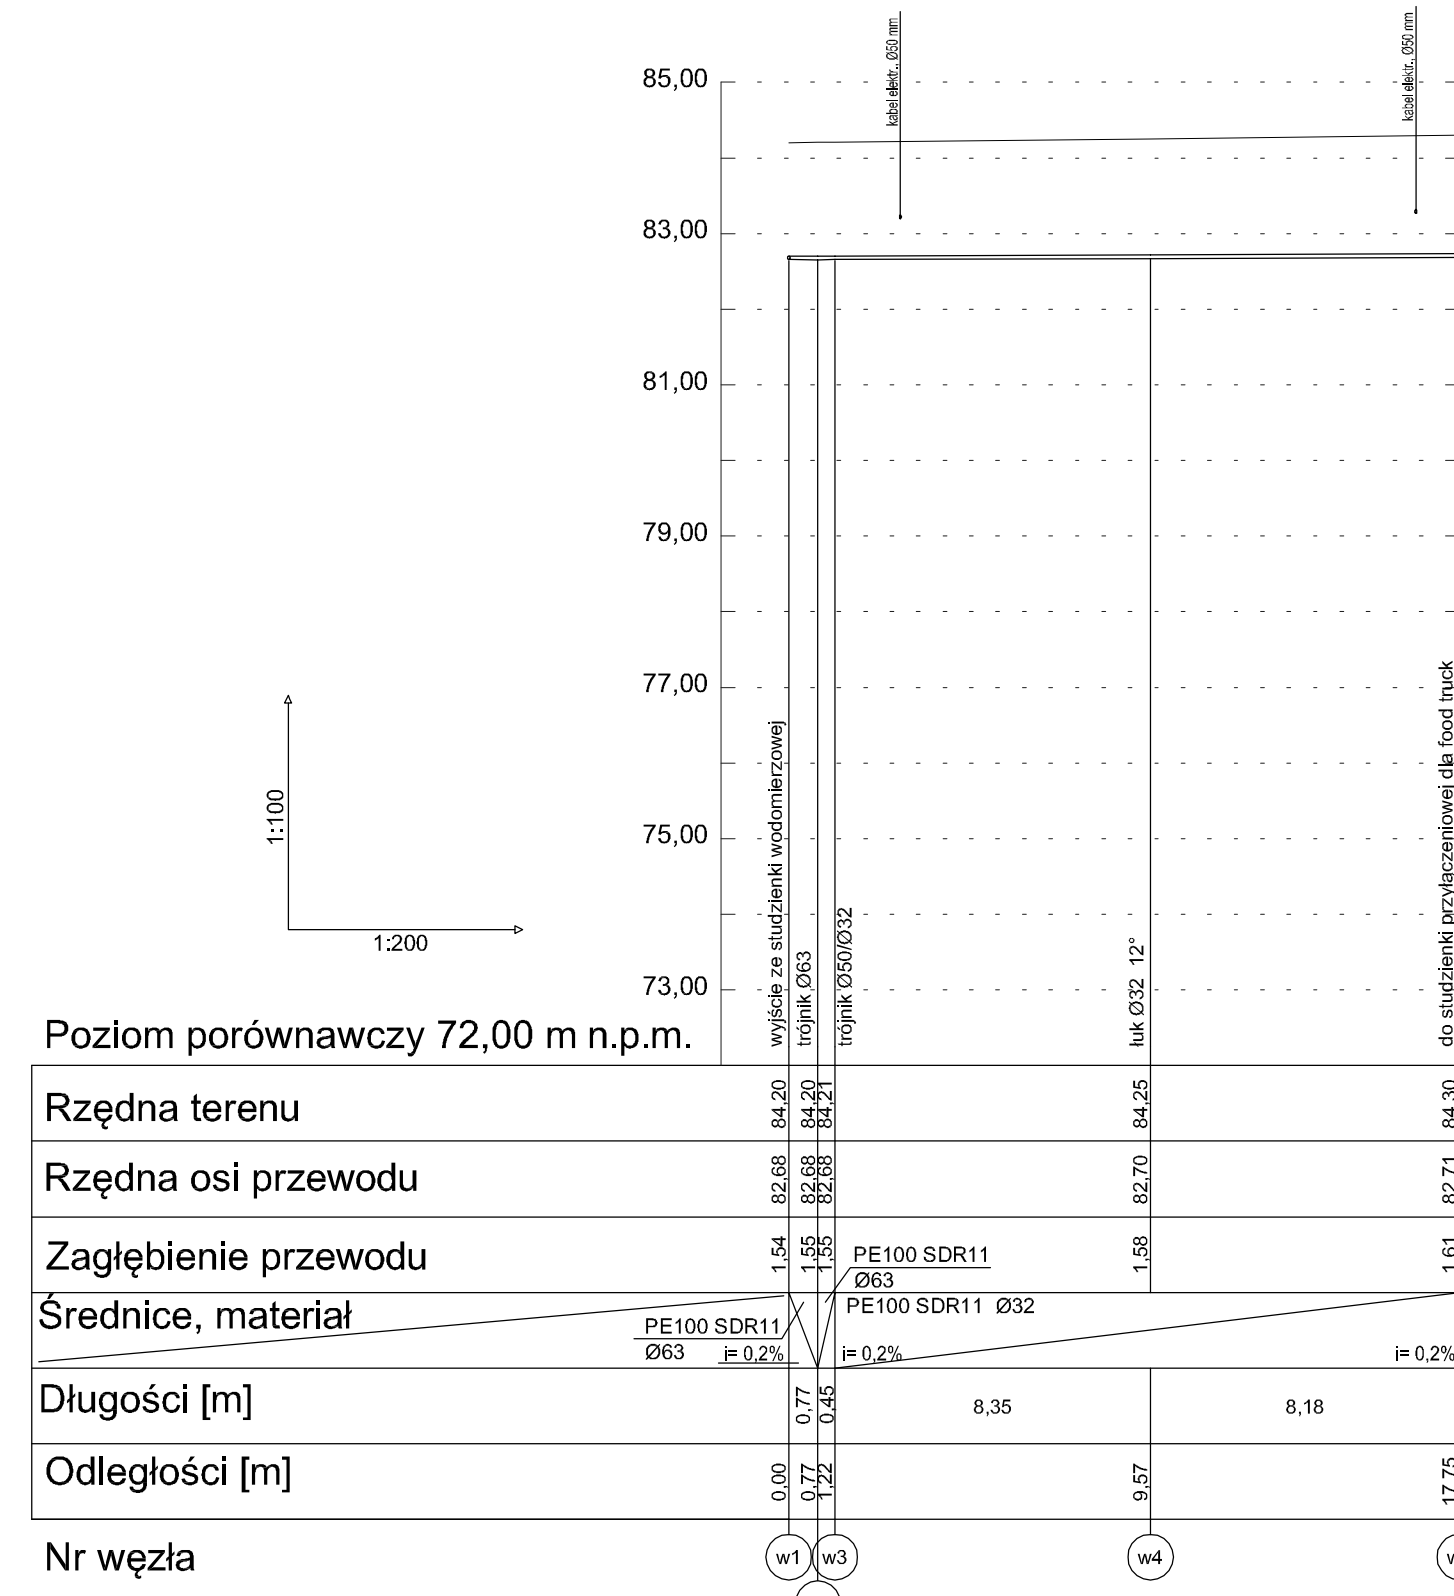 kabel elektr., Ø50 mm
kabel elektr., Ø50 mm
85,00
83,00
81,00
79,00
77,00
75,00
73,00
1:100
1:200
wyjście ze studzienki wodomierzowej
trójnik Ø63
trójnik Ø50/Ø32
łuk Ø32 12°
do studzienki przyłączeniowej dla food truck
Poziom porównawczy 72,00 m n.p.m.
Rzędna terenu 84,20 84,20 84,21 84,25 84,30
Rzędna osi przewodu 82,68 82,68 82,68 82,70 82,71
Zagłębienie przewodu 1,54 1,55 1,55 1,58 1,61
PE100 SDR11
Ø63
Średnice, materiał PE100 SDR11 Ø32
PE100 SDR11
Ø63 i= 0,2% i= 0,2% i= 0,2%
Długości [m] 0,77 0,45 8,35 8,18
Odległości [m] 0,00 0,77 1,22 9,57 17,75
Nr węzła w1 w3 w4